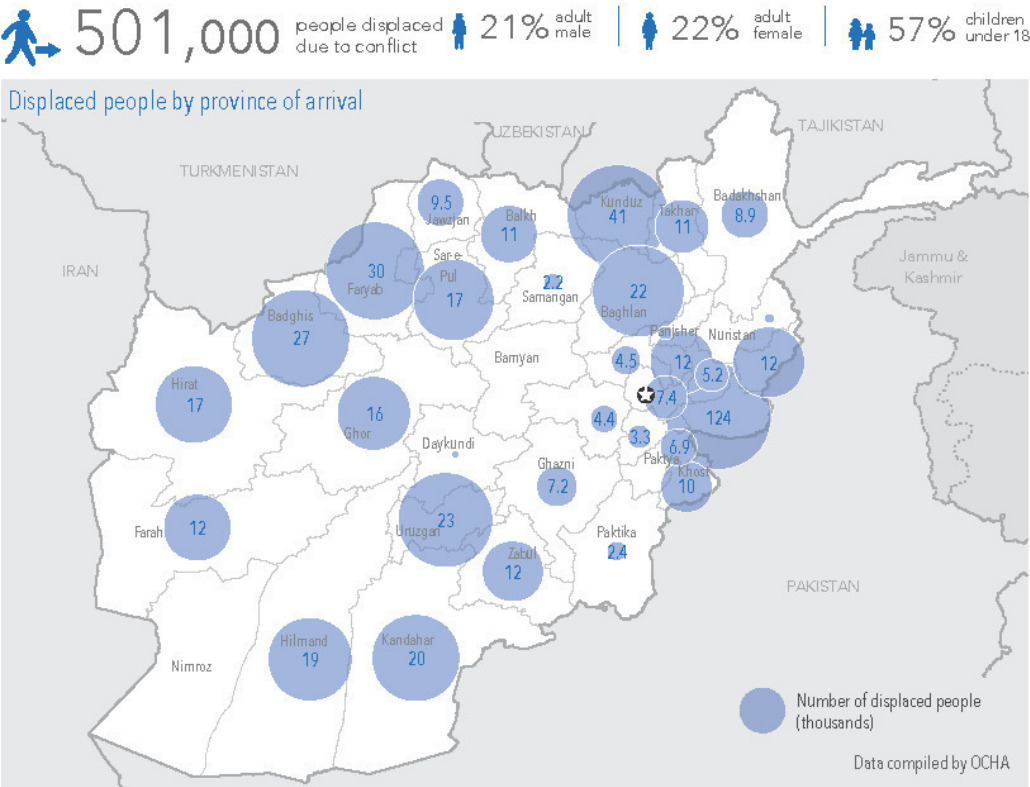 501,000
people displaced
due to conflict
21%
adult
male
22%
adult
female
57%
children
under 18
Displaced people by province of arrival
UZBEKISTAN
TAJIKISTAN
TURKMENISTAN
IRAN
Jammu &
Kashmir
PAKISTAN
9.5
Jawzjan
Balkh
11
Kunduz
41
Takhar
11
Badakhshan
8.9
30
Faryab
Sar-e-
Pul
17
2.2
Samangan
22
Baghlan
Badghis
27
Panjsher
Nuristan
Bamyan
4.5
12
5.2
12
Hirat
17
16
Ghor
7.4
124
4.4
3.3
6.9
Daykundi
Paktya
Khost
10
Ghazni
7.2
Farah
12
23
Uruzgan
Paktika
2.4
Zabul
12
Hilmand
19
Kandahar
20
Nimroz
Number of displaced people
(thousands)
Data compiled by OCHA